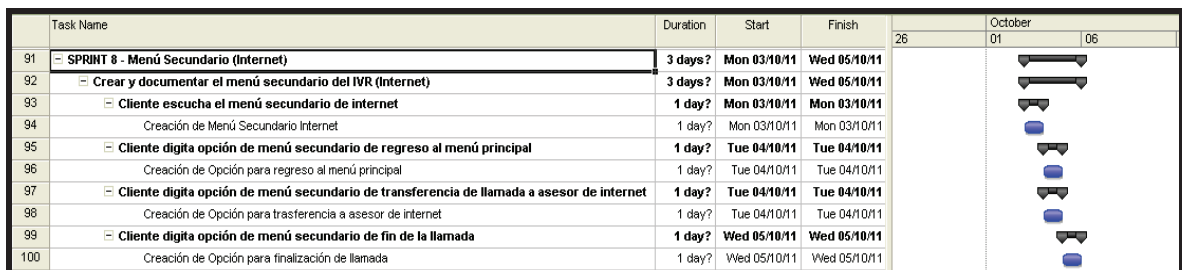 Task Name Duration Start Finish October
26 01 06
91 SPRINT 8 - Menú Secundario (Internet) 3 days? Mon 03/10/11 Wed 05/10/11
92 Crear y documentar el menú secundario del IVR (Internet) 3 days? Mon 03/10/11 Wed 05/10/11
93 Cliente escucha el menú secundario de internet 1 day? Mon 03/10/11 Mon 03/10/11
94 Creación de Menú Secundario Internet 1 day? Mon 03/10/11 Mon 03/10/11
95 Cliente digita opción de menú secundario de regreso al menú principal 1 day? Tue 04/10/11 Tue 04/10/11
96 Creación de Opción para regreso al menú principal 1 day? Tue 04/10/11 Tue 04/10/11
97 Cliente digita opción de menú secundario de transferencia de llamada a asesor de internet 1 day? Tue 04/10/11 Tue 04/10/11
98 Creación de Opción para trasferencia a asesor de internet 1 day? Tue 04/10/11 Tue 04/10/11
99 Cliente digita opción de menú secundario de fin de la llamada 1 day? Wed 05/10/11 Wed 05/10/11
100 Creación de Opción para finalización de llamada 1 day? Wed 05/10/11 Wed 05/10/11